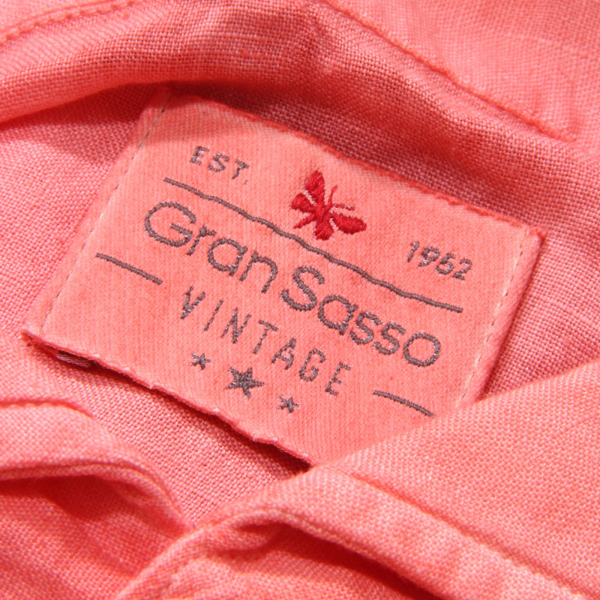 EST. 1952
Gran Sasso
VINTAGE